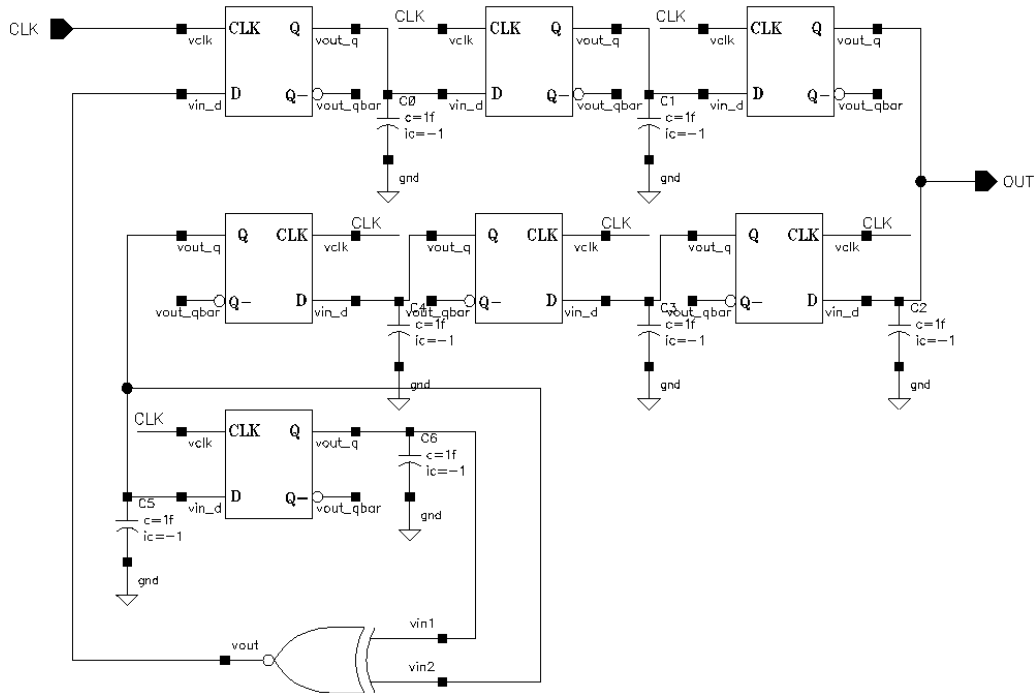 CLK
vclk
CLK Q
vout_q
vin_d
D Q-
vout_qbar
C0
c=1f
ic=-1
gnd
CLK
vclk
CLK Q
vout_q
vin_d
D Q-
vout_qbar
C1
c=1f
ic=-1
gnd
CLK
vclk
CLK Q
vout_q
vin_d
D Q-
vout_qbar
OUT
vout_q
Q CLK
vclk
CLK
vout_qbar
Q- D
vin_d
C4
c=1f
ic=-1
gnd
vout_q
Q CLK
vclk
CLK
vout_qbar
Q- D
vin_d
C3
c=1f
ic=-1
gnd
vout_q
Q CLK
vclk
CLK
vout_qbar
Q- D
vin_d
C2
c=1f
ic=-1
gnd
CLK
vclk
CLK Q
vout_q
C6
c=1f
ic=-1
gnd
vin_d
D Q-
vout_qbar
C5
c=1f
ic=-1
gnd
vin1
vout
vin2